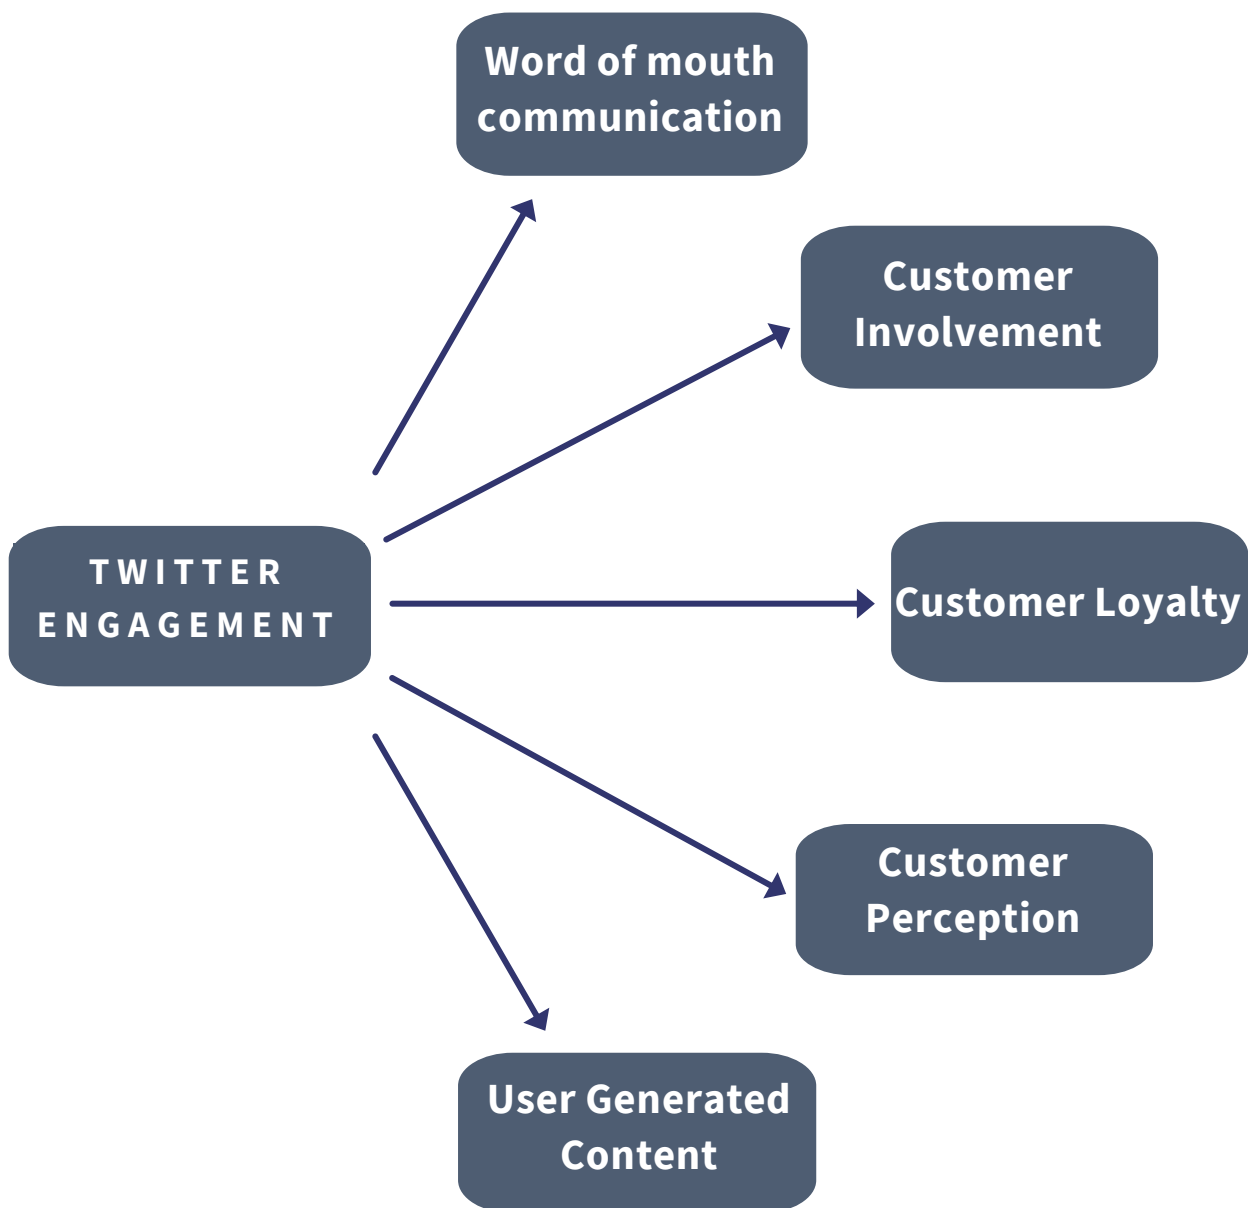 Word of mouth
communication
Customer
Involvement
TWITTER
ENGAGEMENT
Customer Loyalty
Customer
Perception
User Generated
Content